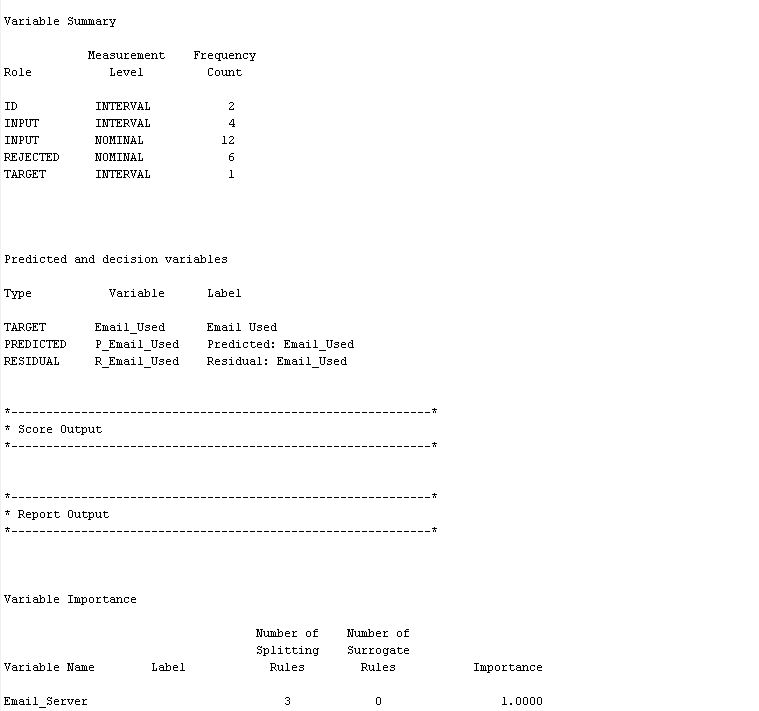 Variable Summary
Measurement Frequency
Role Level Count
ID INTERVAL 2
INPUT INTERVAL 4
INPUT NOMINAL 12
REJECTED NOMINAL 6
TARGET INTERVAL 1
Predicted and decision variables
Type Variable Label
TARGET Email_Used Email Used
PREDICTED P_Email_Used Predicted: Email_Used
RESIDUAL R_Email_Used Residual: Email_Used
*------------------------------------------------------------*
* Score Output
*------------------------------------------------------------*
*------------------------------------------------------------*
* Report Output
*------------------------------------------------------------*
Variable Importance
Number of Number of
Splitting Surrogate
Variable Name Label Rules Rules Importance
Email_Server 3 0 1.0000